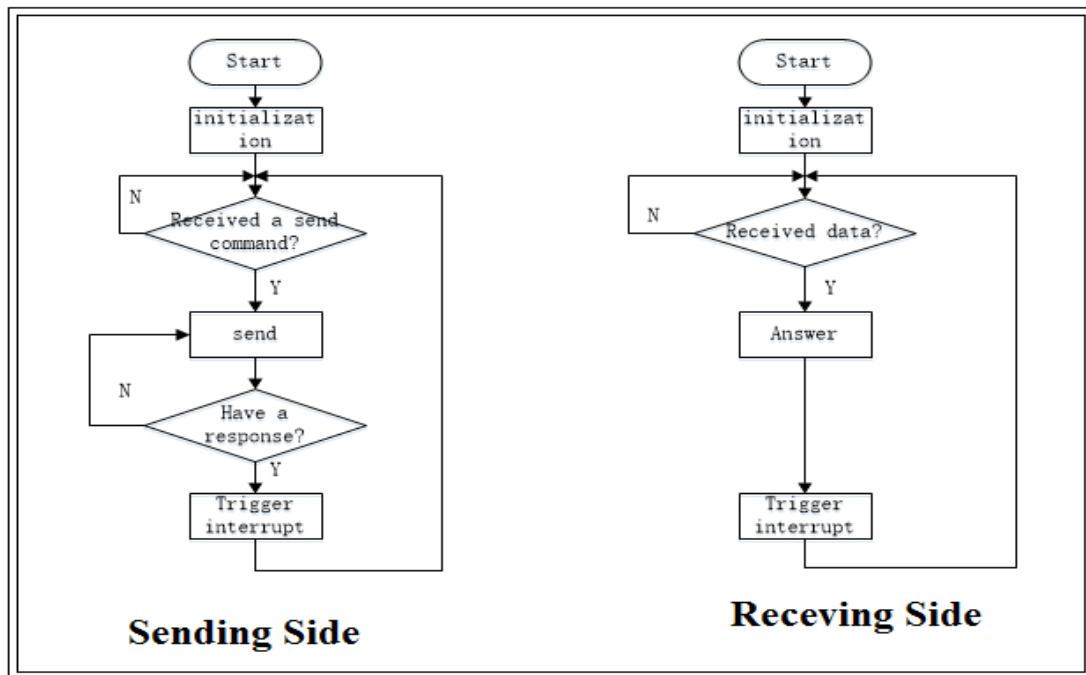 Start
initializat
ion
N
Received a send
command?
Y
send
N
Have a
response?
Y
Trigger
interrupt
Sending Side
Start
initializat
ion
N
Received data?
Y
Answer
Trigger
interrupt
Receving Side